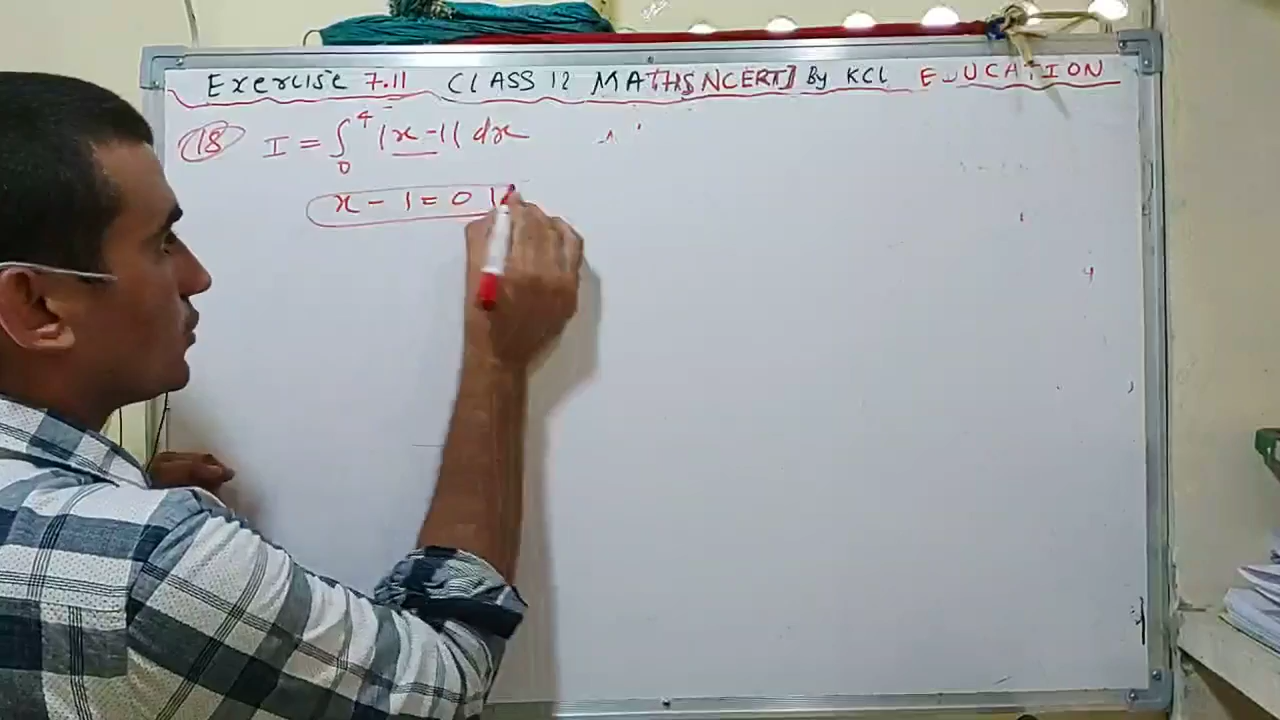 Exercise 7.11 CLASS 12 MATHS NCERT] By KCL EDUCATION
18 I = ∫₀⁴ |x-1| dx
x - 1 = 0